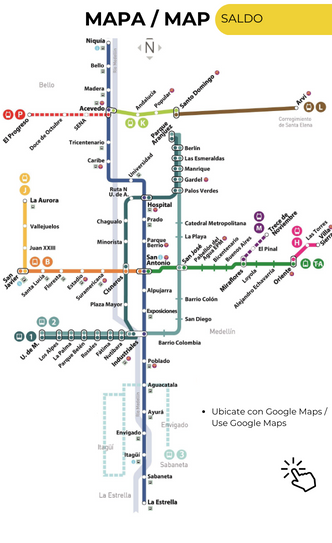 MAPA / MAP
SALDO
Niquía
Bello
Bello
Madera
Acevedo
Andalucía
Popular
Santo Domingo
Arví
P
K
L
El Progreso
Doce de Octubre
SENA
Corregimiento
de Santa Elena
Tricentenario
Caribe
Universidad
Parque
Aranjuez
Berlín
Las Esmeraldas
Manrique
Gardel
Palos Verdes
Ruta N
U. de A.
Hospital
J
La Aurora
Vallejuelos
Juan XXIII
San
Javier
B
Chagualo
Minorista
Cisneros
Plaza Mayor
Prado
Parque
Berrío
San
Antonio
Catedral Metropolitana
La Playa
San José
Pabellón del
Agua EPM
Bicentenario
Buenos Aires
Miraflores
Loyola
Alejandro Echavarría
Oriente
M
Trece de
Noviembre
El Pinal
H
Las Torres
Villa
Sierra
TA
Santa Lucía
Floresta
Estadio
Suramericana
Alpujarra
Exposiciones
Barrio Colón
San Diego
Medellín
Barrio Colombia
1
2
U. de M.
Los Alpes
La Palma
Parque Belén
Rosales
Fátima
Nutibara
Industriales
Poblado
Aguacatala
Ayurá
Envigado
Envigado
Itagüí
Itagüí
3
Sabaneta
Sabaneta
La Estrella
La Estrella
• Ubicate con Google Maps /
Use Google Maps